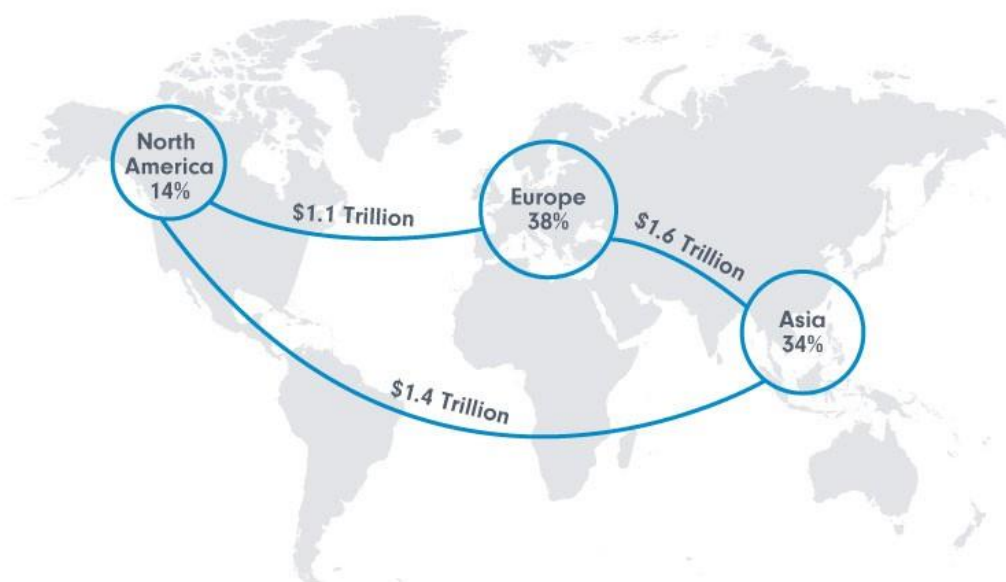 North
America
14%
$1.1 Trillion
Europe
38%
$1.6 Trillion
Asia
34%
$1.4 Trillion